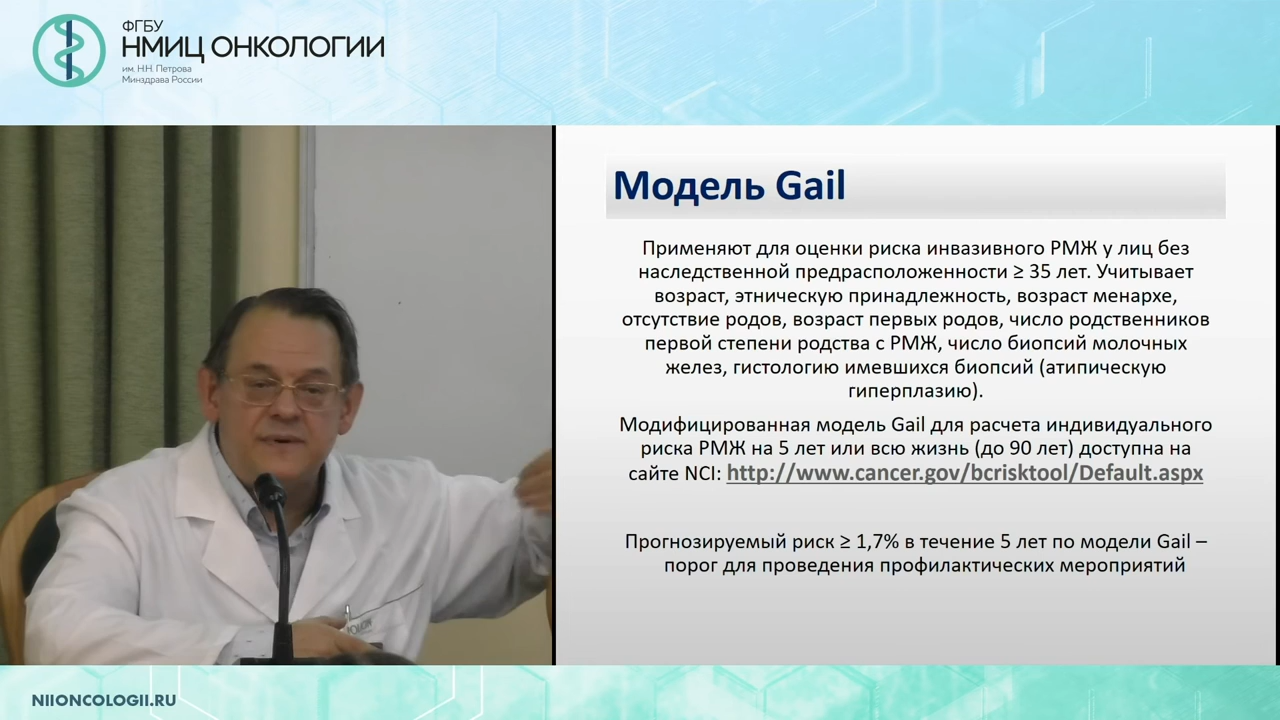 ФГБУ
НМИЦ ОНКОЛОГИИ
им. Н.Н. Петрова
Минздрава России
Модель Gail
Применяют для оценки риска инвазивного РМЖ у лиц без
наследственной предрасположенности ≥ 35 лет. Учитывает
возраст, этническую принадлежность, возраст менархе,
отсутствие родов, возраст первых родов, число родственников
первой степени родства с РМЖ, число биопсий молочных
желез, гистологию имевшихся биопсий (атипическую
гиперплазию).
Модифицированная модель Gail для расчета индивидуального
риска РМЖ на 5 лет или всю жизнь (до 90 лет) доступна на
сайте NCI: http://www.cancer.gov/bcrisktool/Default.aspx
Прогнозируемый риск ≥ 1,7% в течение 5 лет по модели Gail –
порог для проведения профилактических мероприятий
NIIONCOLOGII.RU